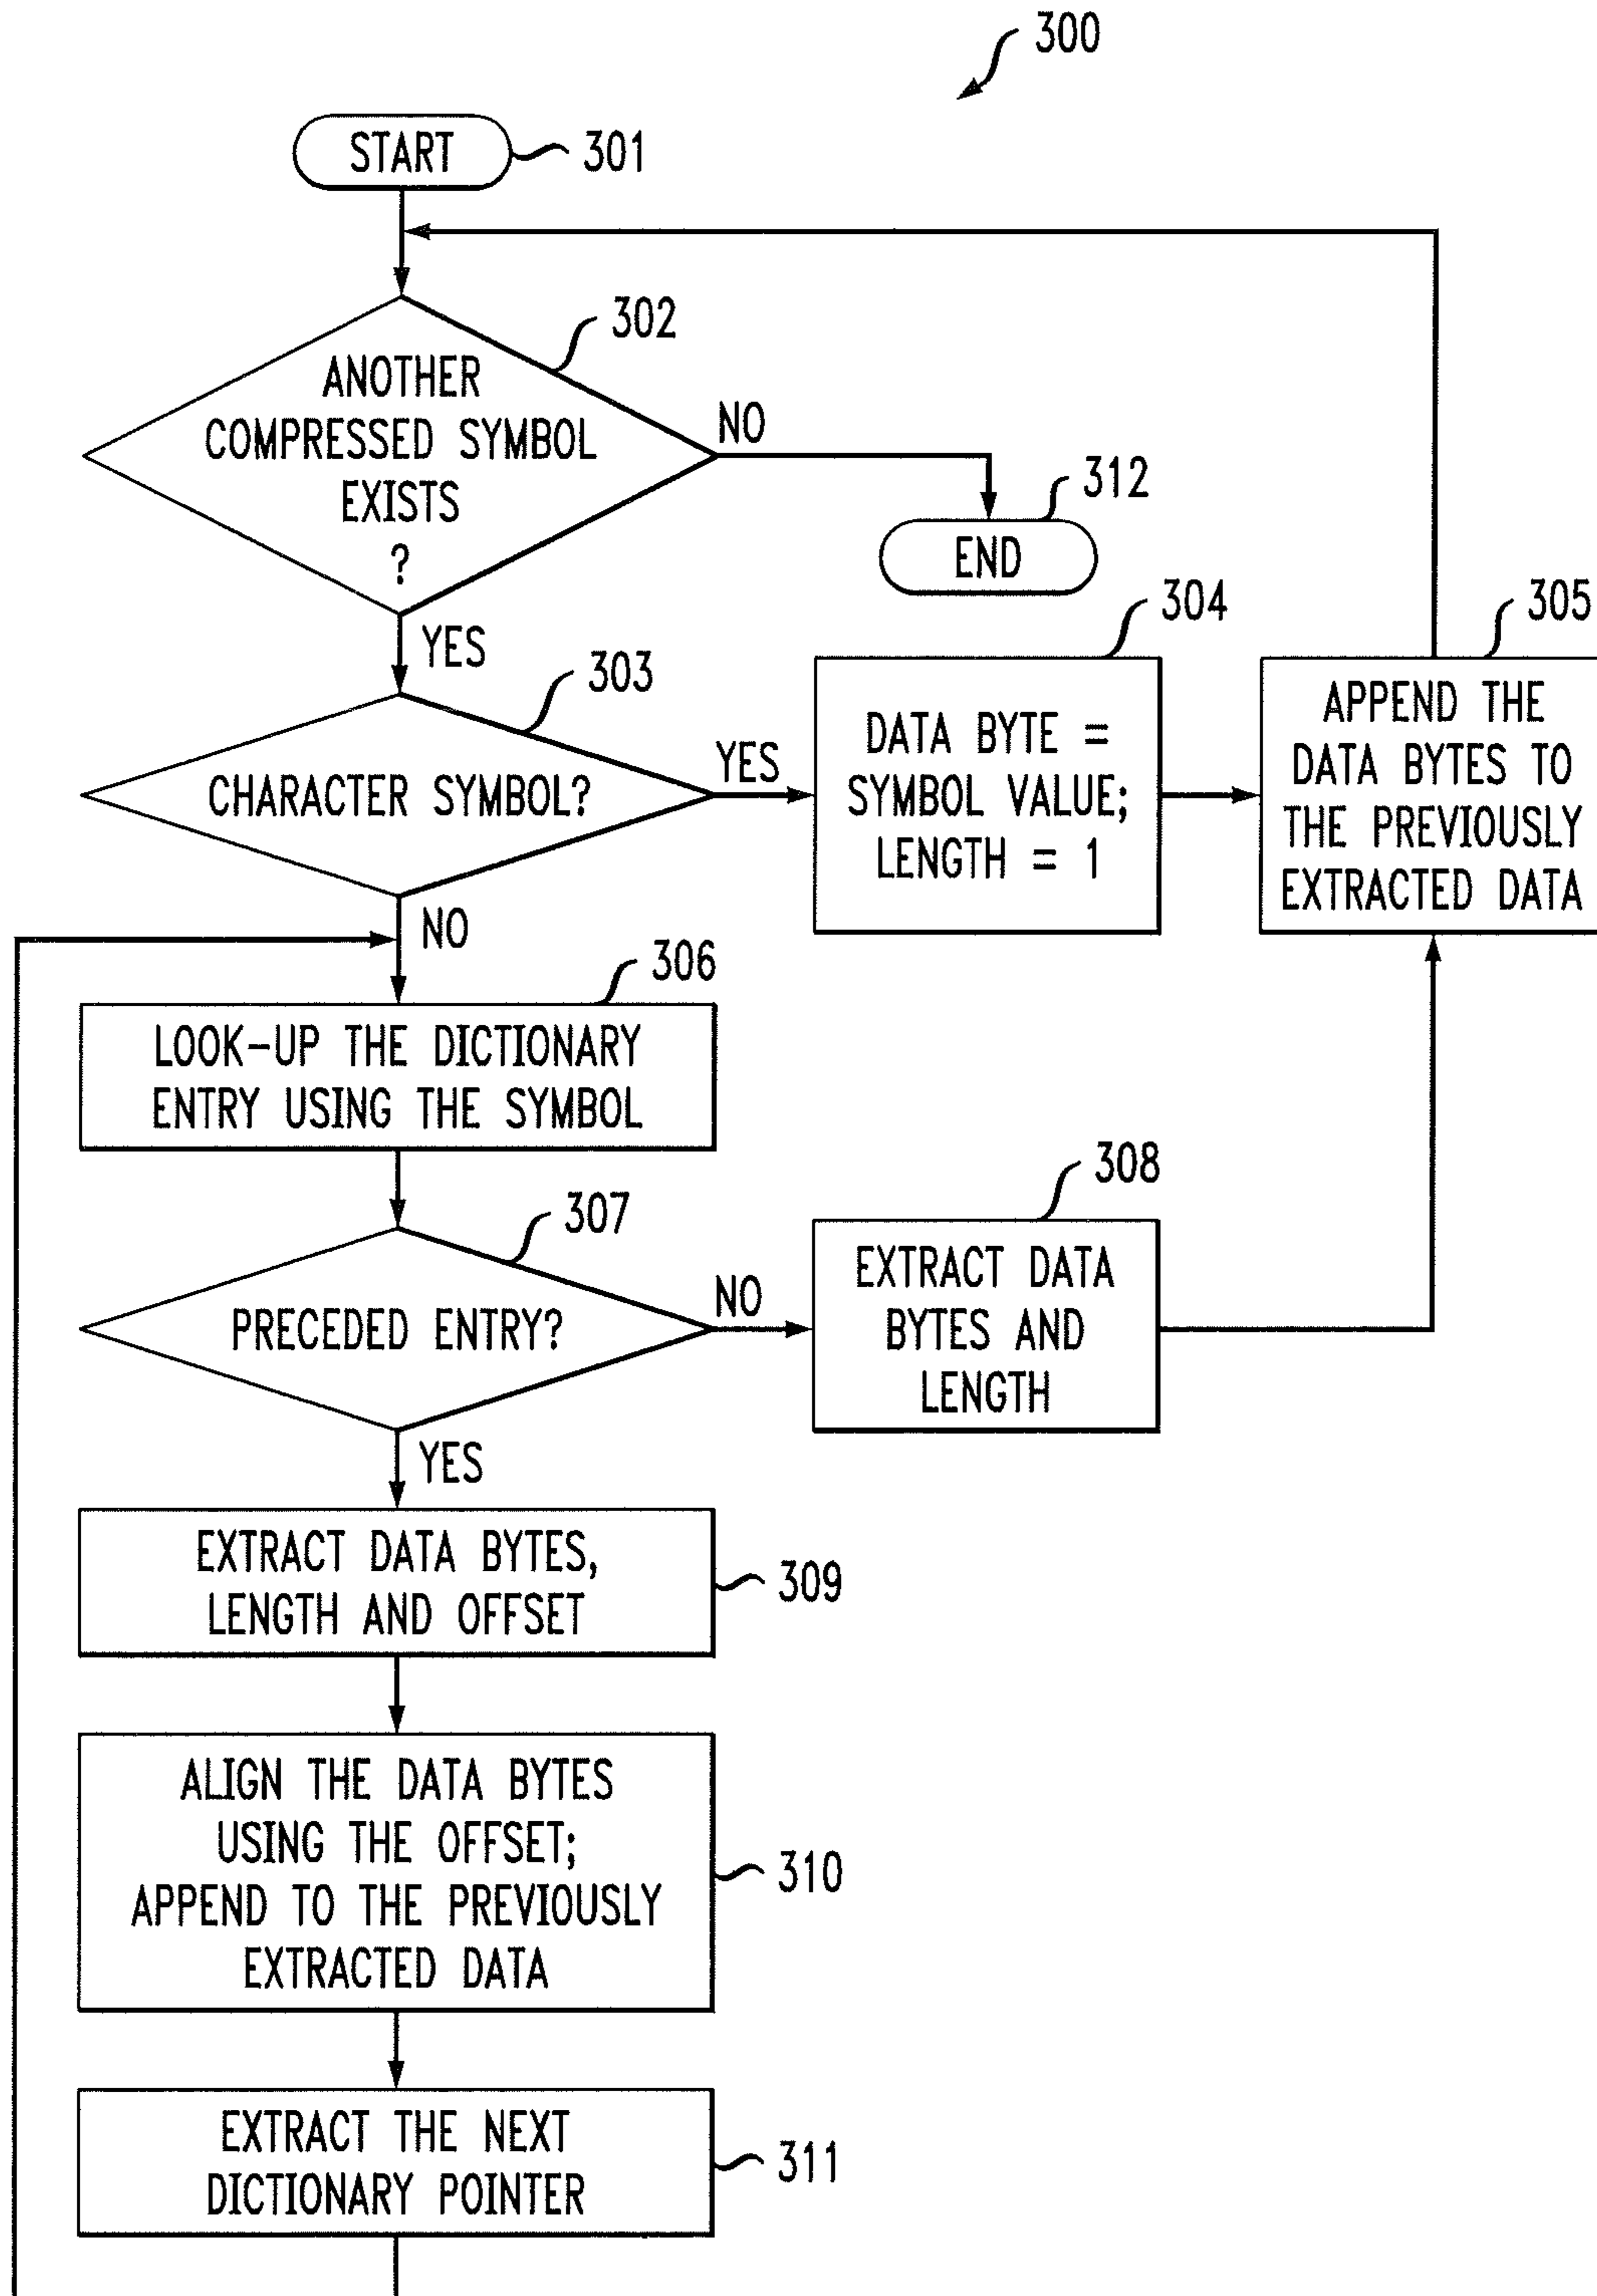 300
START
301
302
ANOTHER
COMPRESSED SYMBOL
EXISTS
?
NO
312
END
YES
303
CHARACTER SYMBOL?
YES
304
DATA BYTE =
SYMBOL VALUE;
LENGTH = 1
305
APPEND THE
DATA BYTES TO
THE PREVIOUSLY
EXTRACTED DATA
NO
306
LOOK-UP THE DICTIONARY
ENTRY USING THE SYMBOL
307
PRECEDED ENTRY?
NO
308
EXTRACT DATA
BYTES AND
LENGTH
YES
EXTRACT DATA BYTES,
LENGTH AND OFFSET
309
ALIGN THE DATA BYTES
USING THE OFFSET;
APPEND TO THE PREVIOUSLY
EXTRACTED DATA
310
EXTRACT THE NEXT
DICTIONARY POINTER
311